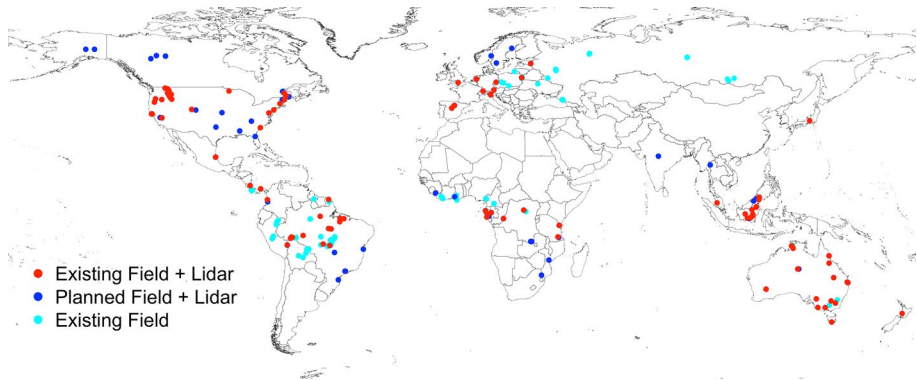 Existing Field + Lidar
Planned Field + Lidar
Existing Field